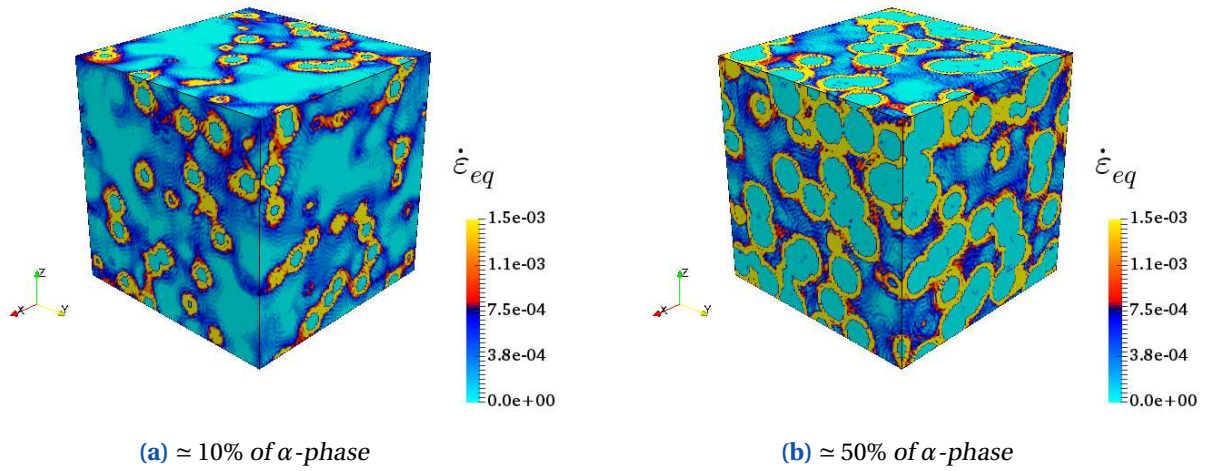 ε̇eq
1.5e-03
1.1e-03
7.5e-04
3.8e-04
0.0e+00
Z
X
Y
(a) ≃ 10% of α-phase
ε̇eq
1.5e-03
1.1e-03
7.5e-04
3.8e-04
0.0e+00
Z
X
Y
(b) ≃ 50% of α-phase